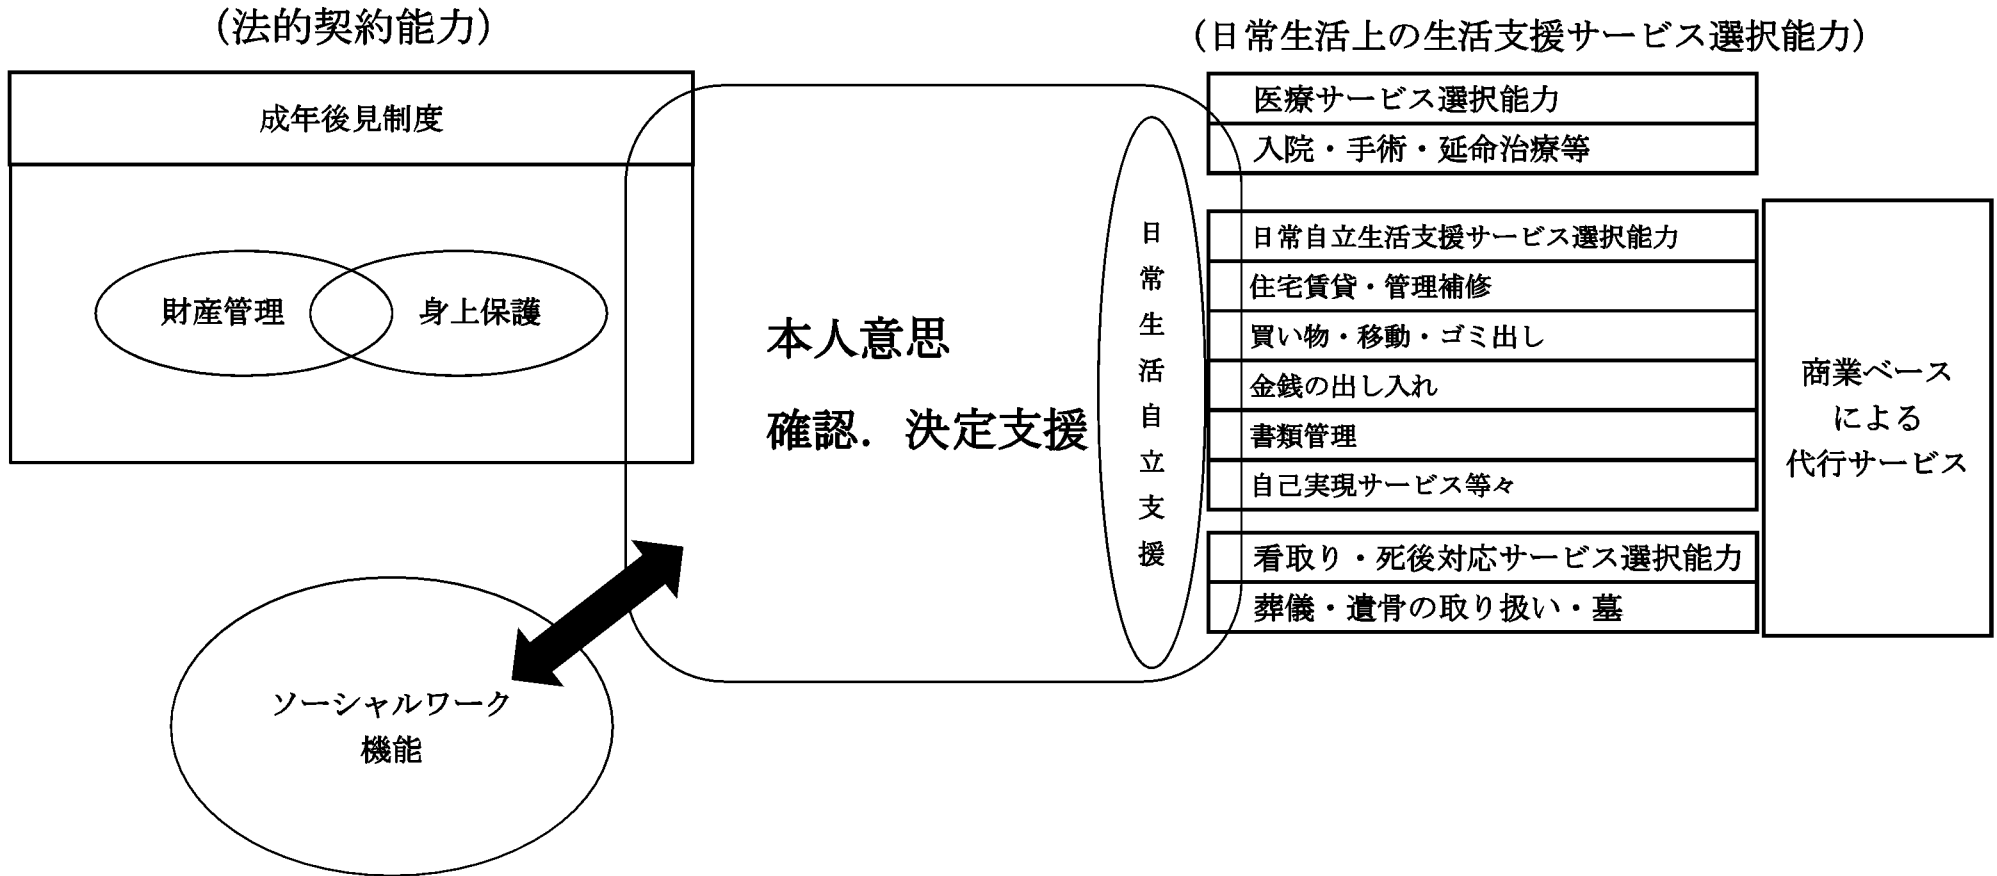 （法的契約能力）
成年後見制度
財産管理
身上保護
ソーシャルワーク
機能
本人意思
確認．決定支援
日常生活自立支援
（日常生活上の生活支援サービス選択能力）
医療サービス選択能力
入院・手術・延命治療等
日常自立生活支援サービス選択能力
住宅賃貸・管理補修
買い物・移動・ゴミ出し
金銭の出し入れ
書類管理
自己実現サービス等々
看取り・死後対応サービス選択能力
葬儀・遺骨の取り扱い・墓
商業ベース
による
代行サービス